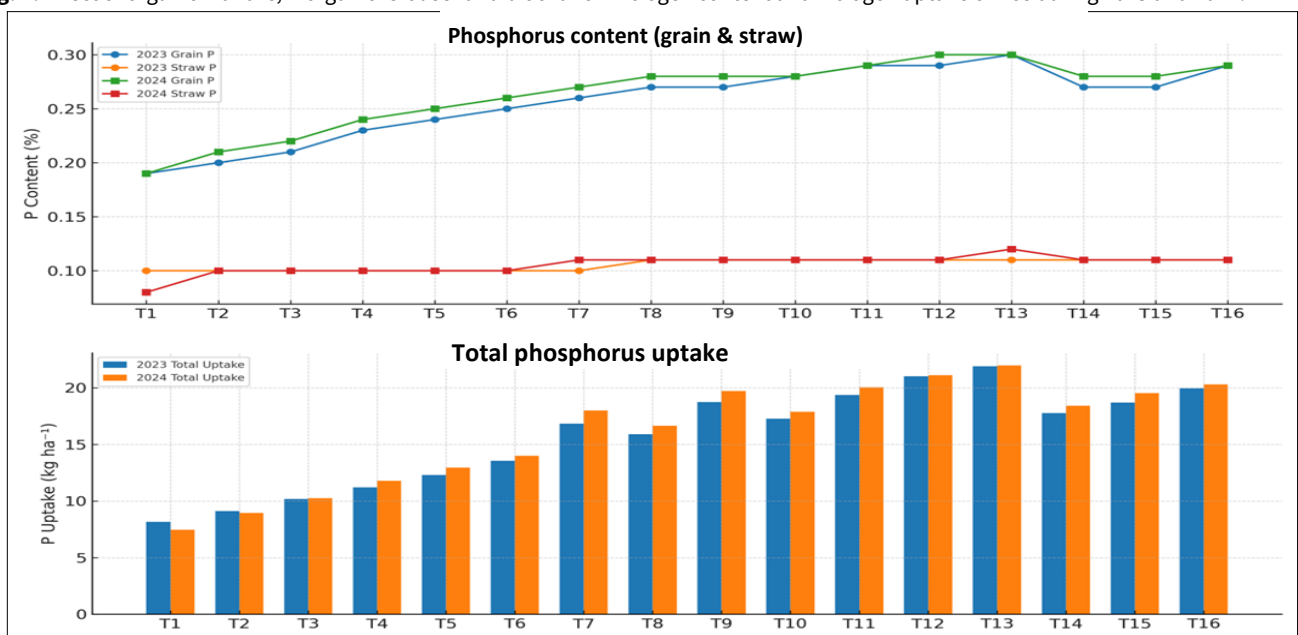 Phosphorus content (grain & straw)
2023 Grain P
2023 Straw P
2024 Grain P
2024 Straw P
P Content (%)
0.30
0.25
0.20
0.15
0.10
T1 T2 T3 T4 T5 T6 T7 T8 T9 T10 T11 T12 T13 T14 T15 T16
Total phosphorus uptake
2023 Total Uptake
2024 Total Uptake
P Uptake (kg ha⁻¹)
20
15
10
5
0
T1 T2 T3 T4 T5 T6 T7 T8 T9 T10 T11 T12 T13 T14 T15 T16